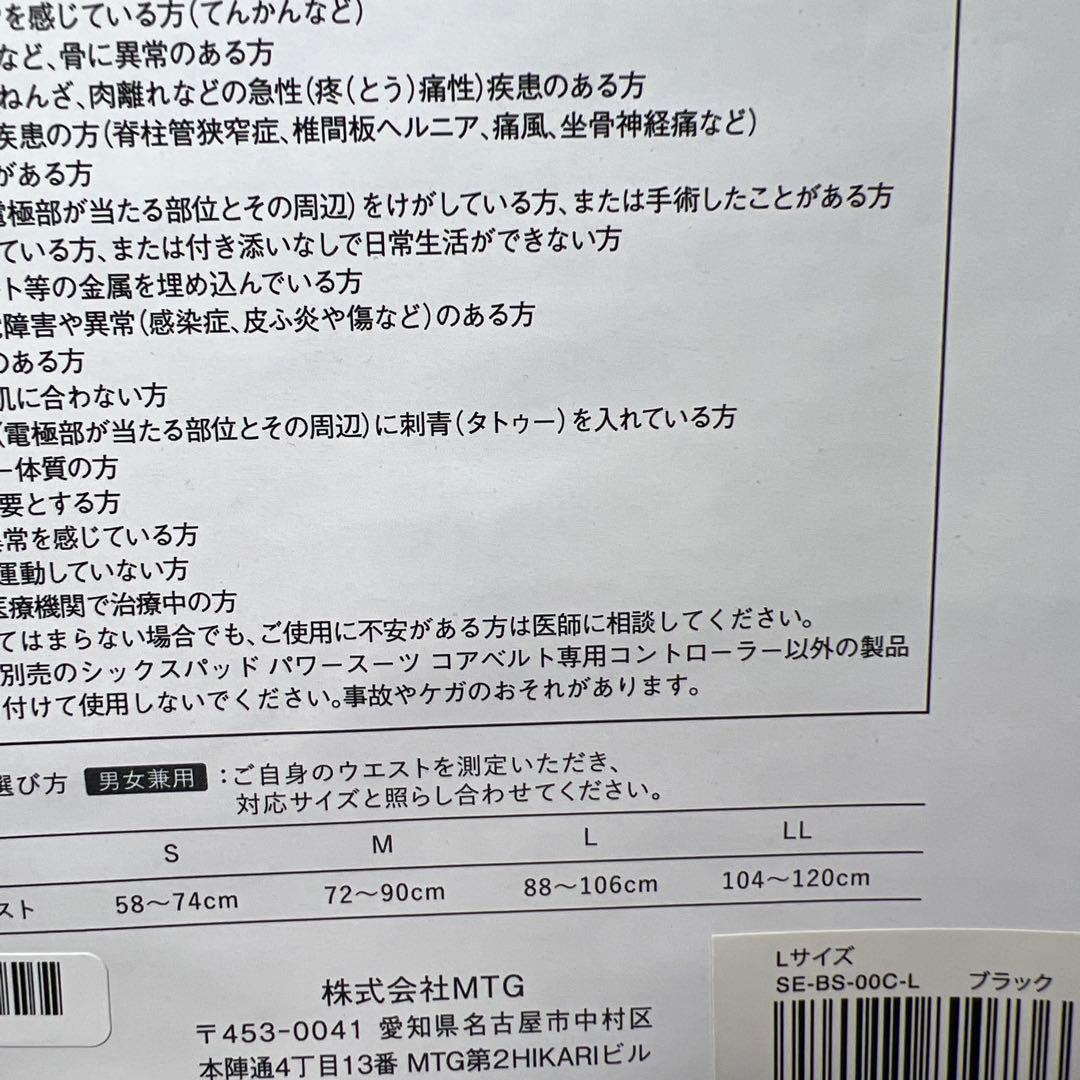 を感じている方(てんかんなど)
など、骨に異常のある方
ねんざ、肉離れなどの急性(疼(とう)痛性)疾患のある方
疾患の方(脊柱管狭窄症、椎間板ヘルニア、痛風、坐骨神経痛など)
がある方
電極部が当たる部位とその周辺)をけがしている方、または手術したことがある方
ている方、または付き添いなしで日常生活ができない方
ト等の金属を埋め込んでいる方
障害や異常(感染症、皮ふ炎や傷など)のある方
のある方
肌に合わない方
(電極部が当たる部位とその周辺)に刺青(タトゥー)を入れている方
ー体質の方
要とする方
異常を感じている方
運動していない方
医療機関で治療中の方
てはまらない場合でも、ご使用に不安がある方は医師に相談してください。
別売のシックスパッド パワースーツ コアベルト専用コントローラー以外の製品
付けて使用しないでください。事故やケガのおそれがあります。
選び方 男女兼用 :ご自身のウエストを測定いただき、
対応サイズと照らし合わせてください。
S M L LL
スト 58〜74cm 72〜90cm 88〜106cm 104〜120cm
Lサイズ
SE-BS-00C-L ブラック
株式会社MTG
〒453-0041 愛知県名古屋市中村区
本陣通4丁目13番 MTG第2HIKARIビル